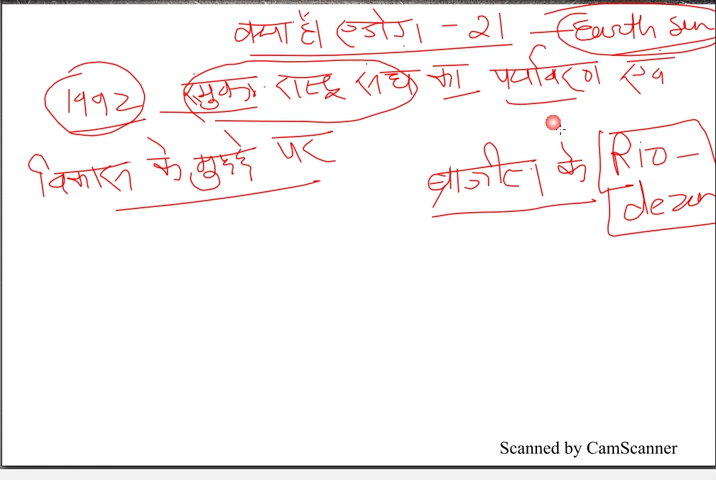 क्या है। एजेंडा - 21 - Earth Sum
1992 - संयुक्त राष्ट्र संघ का पर्यावरण एवं
विकास के मुद्दे पर ब्राजील के Rio-
de
Scanned by CamScanner